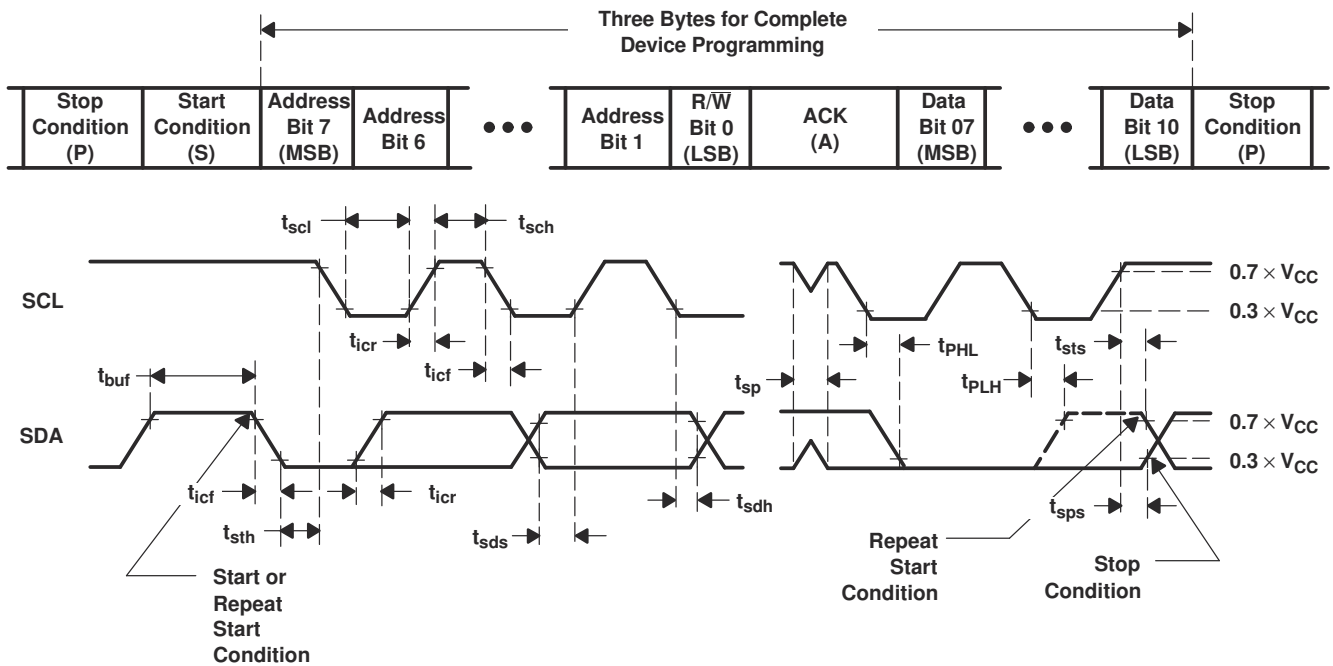 Three Bytes for Complete
Device Programming
Stop
Condition
(P)
Start
Condition
(S)
Address
Bit 7
(MSB)
Address
Bit 6
•••
Address
Bit 1
R/W̅
Bit 0
(LSB)
ACK
(A)
Data
Bit 07
(MSB)
•••
Data
Bit 10
(LSB)
Stop
Condition
(P)
tscl
tsch
SCL
0.7 × VCC
0.3 × VCC
ticr
ticf
tPHL
tsts
tbuf
tsp
tPLH
SDA
0.7 × VCC
0.3 × VCC
ticf
ticr
tsdh
tsth
tsds
tsps
Start or
Repeat
Start
Condition
Repeat
Start
Condition
Stop
Condition